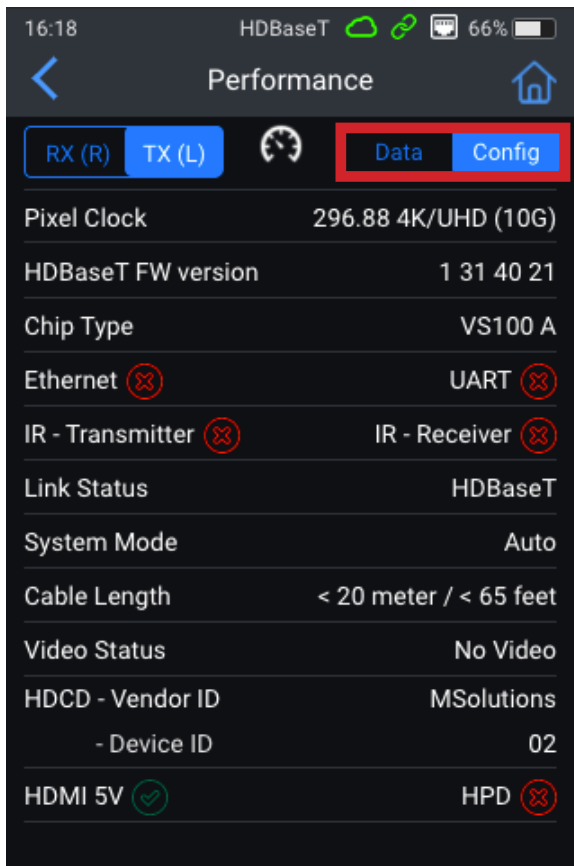 16:18 HDBaseT 66%
Performance
RX (R) TX (L) Data Config
Pixel Clock 296.88 4K/UHD (10G)
HDBaseT FW version 1 31 40 21
Chip Type VS100 A
Ethernet UART
IR - Transmitter IR - Receiver
Link Status HDBaseT
System Mode Auto
Cable Length < 20 meter / < 65 feet
Video Status No Video
HDCD - Vendor ID MSolutions
- Device ID 02
HDMI 5V HPD